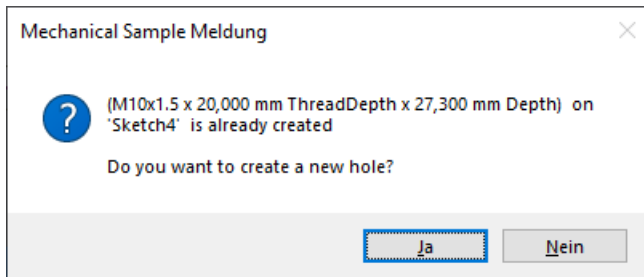 Mechanical Sample Meldung
(M10x1.5 x 20,000 mm ThreadDepth x 27,300 mm Depth) on
'Sketch4' is already created
Do you want to create a new hole?
Ja
Nein